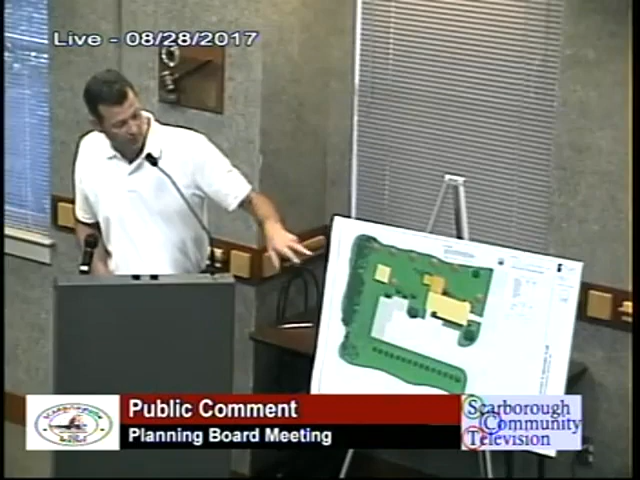 Live - 08/28/2017
Public Comment
Planning Board Meeting
Scarborough
Community
Television